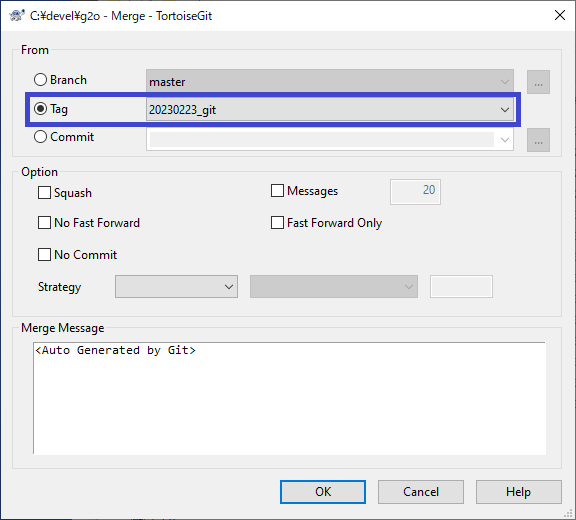 C:¥devel¥g2o - Merge - TortoiseGit
From
Branch
master
...
Tag
20230223_git
Commit
...
Option
Squash
Messages
20
No Fast Forward
Fast Forward Only
No Commit
Strategy
Merge Message
<Auto Generated by Git>
OK
Cancel
Help